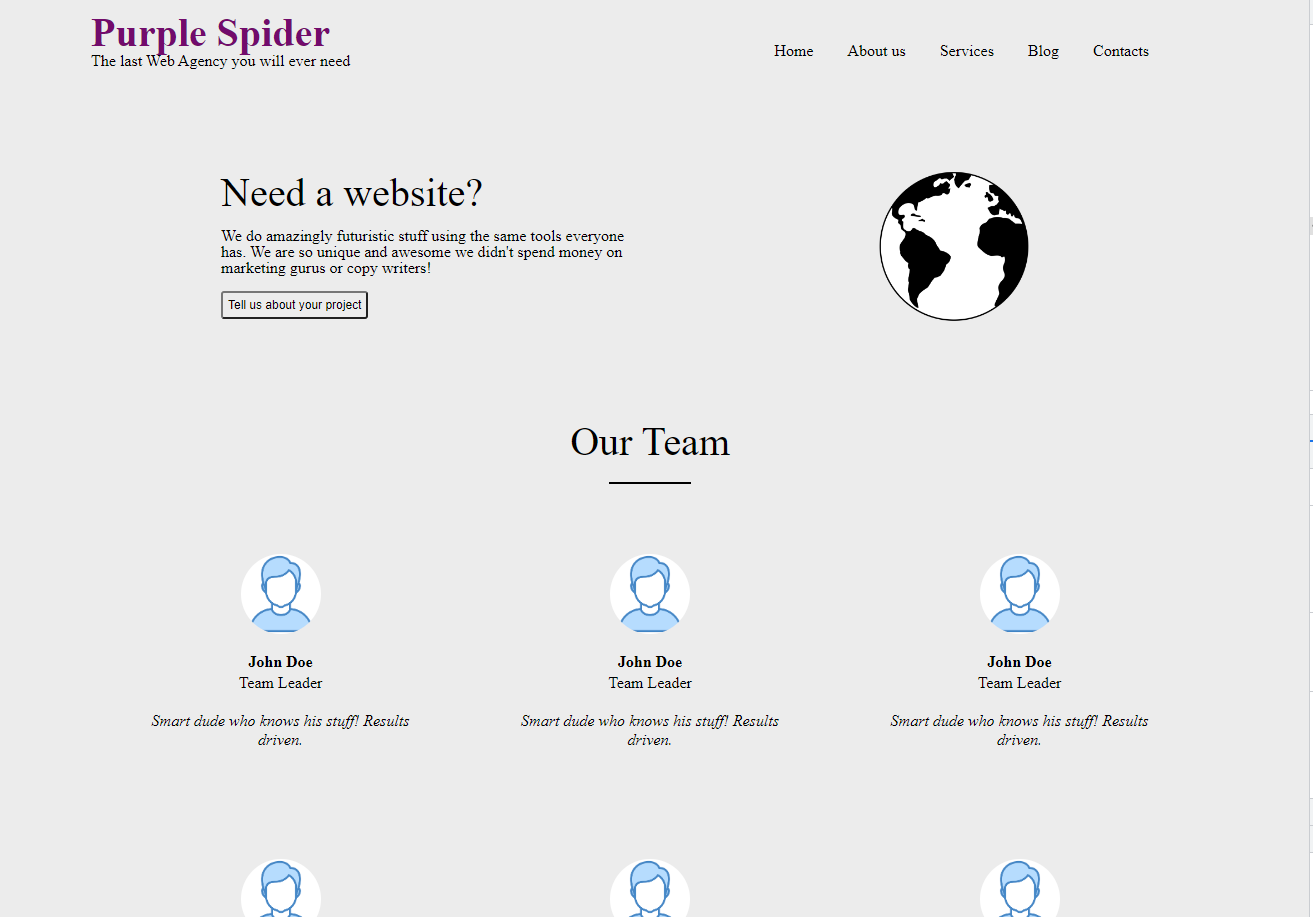 Purple Spider
The last Web Agency you will ever need
Home About us Services Blog Contacts
Need a website?
We do amazingly futuristic stuff using the same tools everyone
has. We are so unique and awesome we didn't spend money on
marketing gurus or copy writers!
Tell us about your project
Our Team
John Doe
Team Leader
Smart dude who knows his stuff! Results
driven.
John Doe
Team Leader
Smart dude who knows his stuff! Results
driven.
John Doe
Team Leader
Smart dude who knows his stuff! Results
driven.